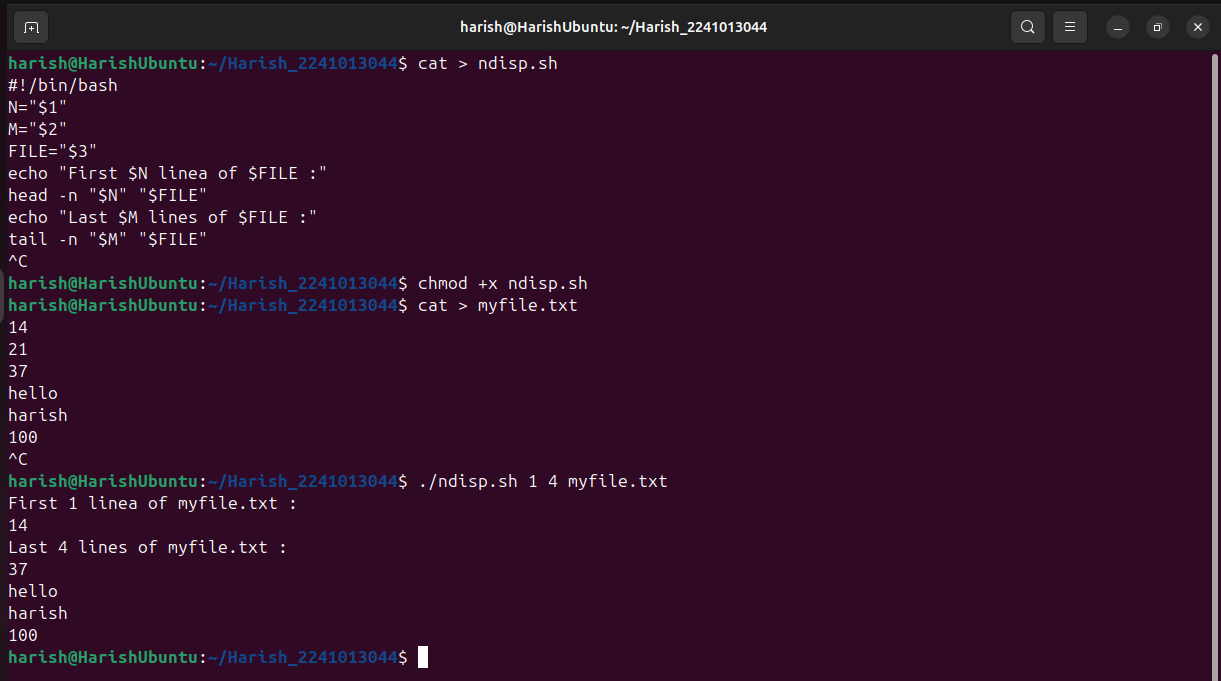 harish@HarishUbuntu: ~/Harish_2241013044
harish@HarishUbuntu:~/Harish_2241013044$ cat > ndisp.sh
#!/bin/bash
N="$1"
M="$2"
FILE="$3"
echo "First $N linea of $FILE :"
head -n "$N" "$FILE"
echo "Last $M lines of $FILE :"
tail -n "$M" "$FILE"
^C
harish@HarishUbuntu:~/Harish_2241013044$ chmod +x ndisp.sh
harish@HarishUbuntu:~/Harish_2241013044$ cat > myfile.txt
14
21
37
hello
harish
100
^C
harish@HarishUbuntu:~/Harish_2241013044$ ./ndisp.sh 1 4 myfile.txt
First 1 linea of myfile.txt :
14
Last 4 lines of myfile.txt :
37
hello
harish
100
harish@HarishUbuntu:~/Harish_2241013044$